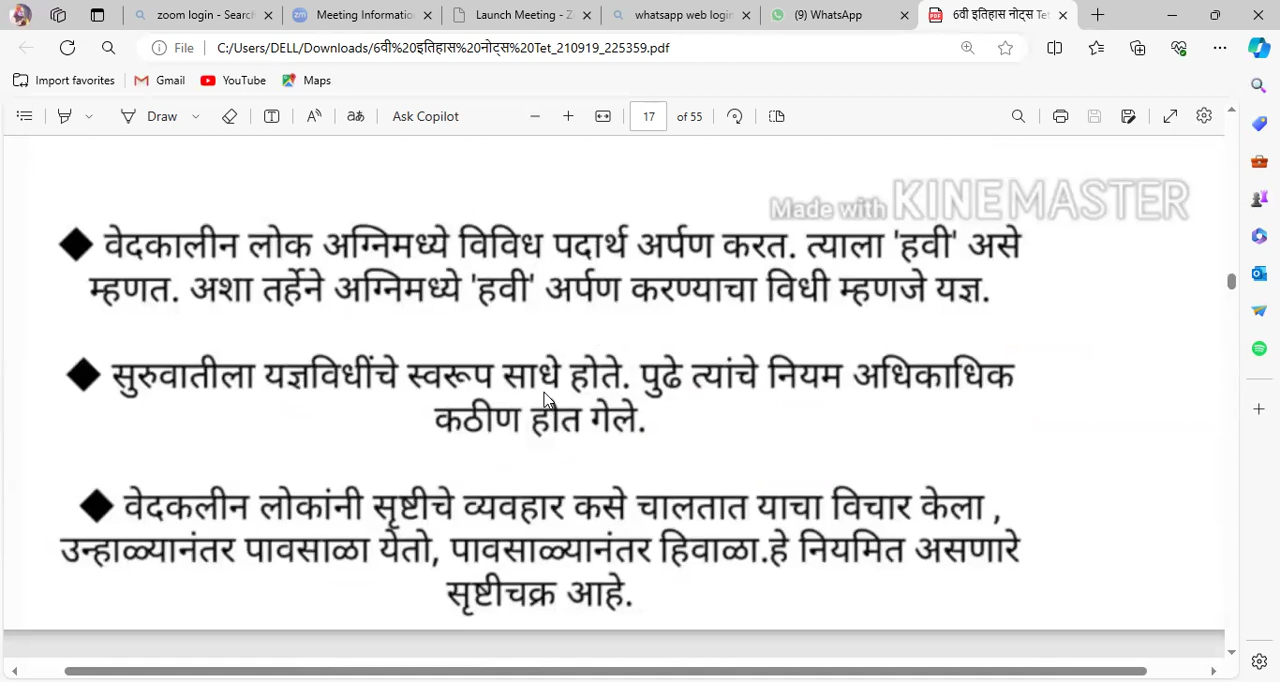 zoom login - Search
Meeting Informatio
Launch Meeting - Z
whatsapp web login
(9) WhatsApp
6वी इतिहास नोट्स Tet
File
C:/Users/DELL/Downloads/6वी%20इतिहास%20नोट्स%20Tet_210919_225359.pdf
Import favorites
Gmail
YouTube
Maps
Draw
Ask Copilot
17
of 55
Made with KINEMASTER
◆ वेदकालीन लोक अग्निमध्ये विविध पदार्थ अर्पण करत. त्याला 'हवी' असे
म्हणत. अशा तर्हेने अग्निमध्ये 'हवी' अर्पण करण्याचा विधी म्हणजे यज्ञ.
◆ सुरुवातीला यज्ञविधींचे स्वरूप साधे होते. पुढे त्यांचे नियम अधिकाधिक
कठीण होत गेले.
◆ वेदकलीन लोकांनी सृष्टीचे व्यवहार कसे चालतात याचा विचार केला ,
उन्हाळ्यानंतर पावसाळा येतो, पावसाळ्यानंतर हिवाळा.हे नियमित असणारे
सृष्टीचक्र आहे.